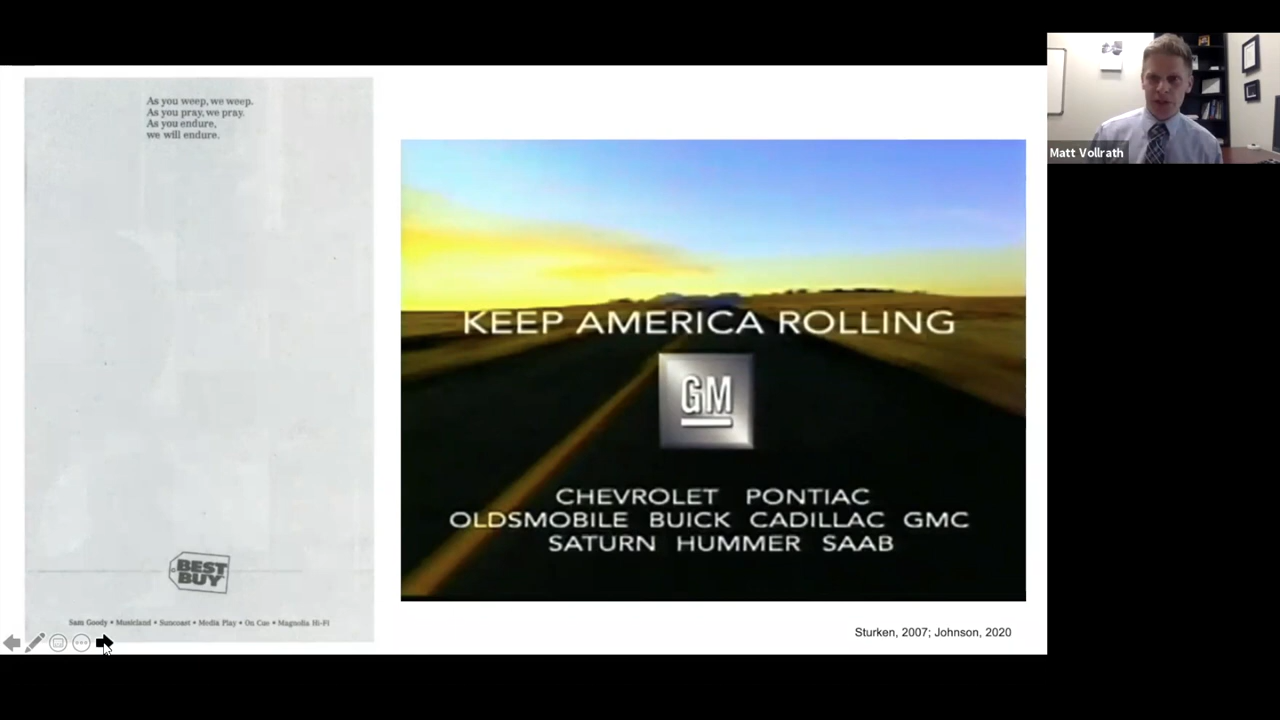 As you weep, we weep.
As you pray, we pray.
As you endure,
we will endure.
BEST
BUY
Sam Goody • Musicland • Suncoast • Media Play • On Cue • Magnolia Hi-Fi
KEEP AMERICA ROLLING
GM
CHEVROLET PONTIAC
OLDSMOBILE BUICK CADILLAC GMC
SATURN HUMMER SAAB
Sturken, 2007; Johnson, 2020
Matt Vollrath